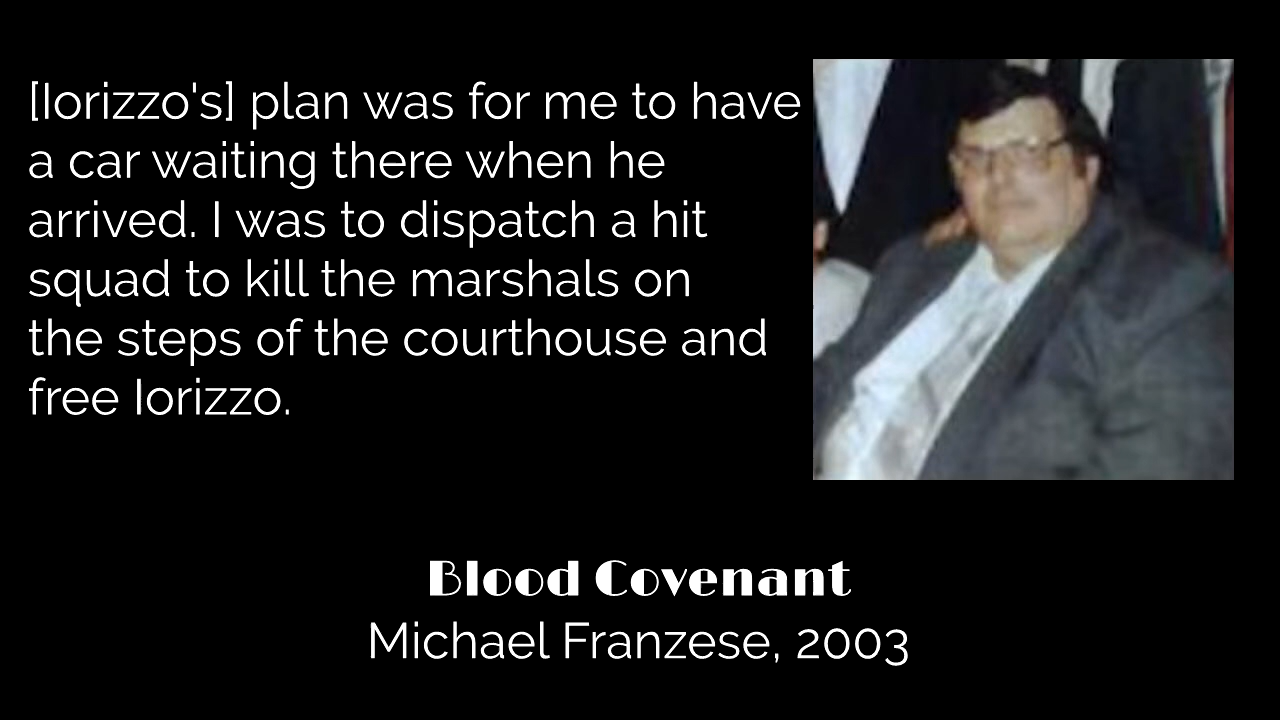 [Iorizzo's] plan was for me to have
a car waiting there when he
arrived. I was to dispatch a hit
squad to kill the marshals on
the steps of the courthouse and
free Iorizzo.
Blood Covenant
Michael Franzese, 2003